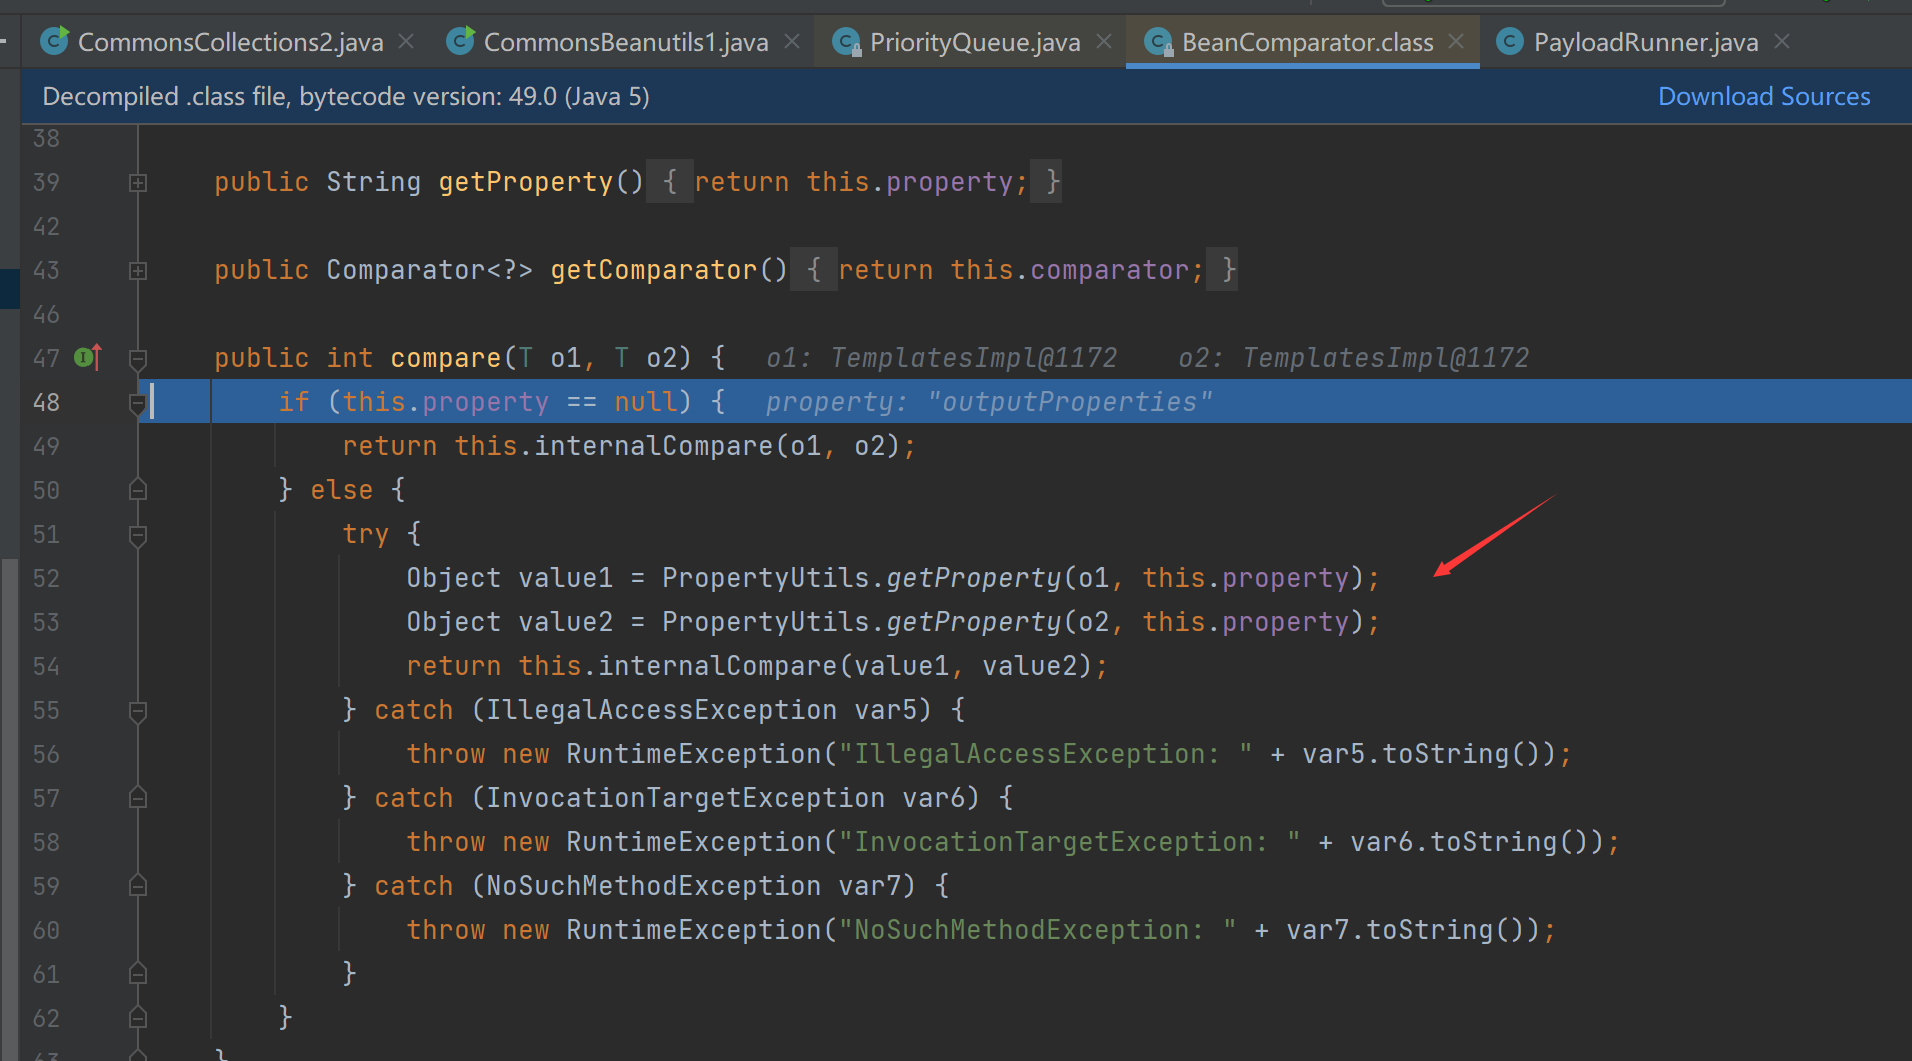 CommonsCollections2.java CommonsBeanutils1.java PriorityQueue.java BeanComparator.class PayloadRunner.java
Decompiled .class file, bytecode version: 49.0 (Java 5) Download Sources
38
39 public String getProperty() { return this.property; }
42
43 public Comparator<?> getComparator() { return this.comparator; }
46
47 public int compare(T o1, T o2) { o1: TemplatesImpl@1172 o2: TemplatesImpl@1172
48 if (this.property == null) { property: "outputProperties"
49 return this.internalCompare(o1, o2);
50 } else {
51 try {
52 Object value1 = PropertyUtils.getProperty(o1, this.property);
53 Object value2 = PropertyUtils.getProperty(o2, this.property);
54 return this.internalCompare(value1, value2);
55 } catch (IllegalAccessException var5) {
56 throw new RuntimeException("IllegalAccessException: " + var5.toString());
57 } catch (InvocationTargetException var6) {
58 throw new RuntimeException("InvocationTargetException: " + var6.toString());
59 } catch (NoSuchMethodException var7) {
60 throw new RuntimeException("NoSuchMethodException: " + var7.toString());
61 }
62 }
63 }